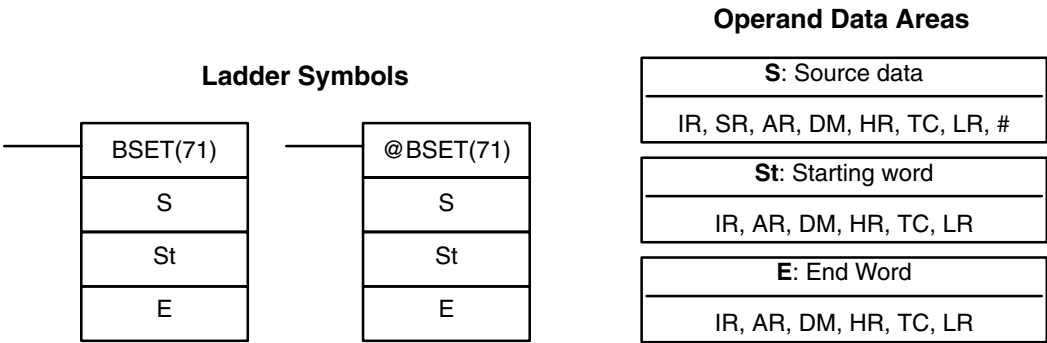 Ladder Symbols
BSET(71)
S
St
E
@BSET(71)
S
St
E
Operand Data Areas
S: Source data
IR, SR, AR, DM, HR, TC, LR, #
St: Starting word
IR, AR, DM, HR, TC, LR
E: End Word
IR, AR, DM, HR, TC, LR